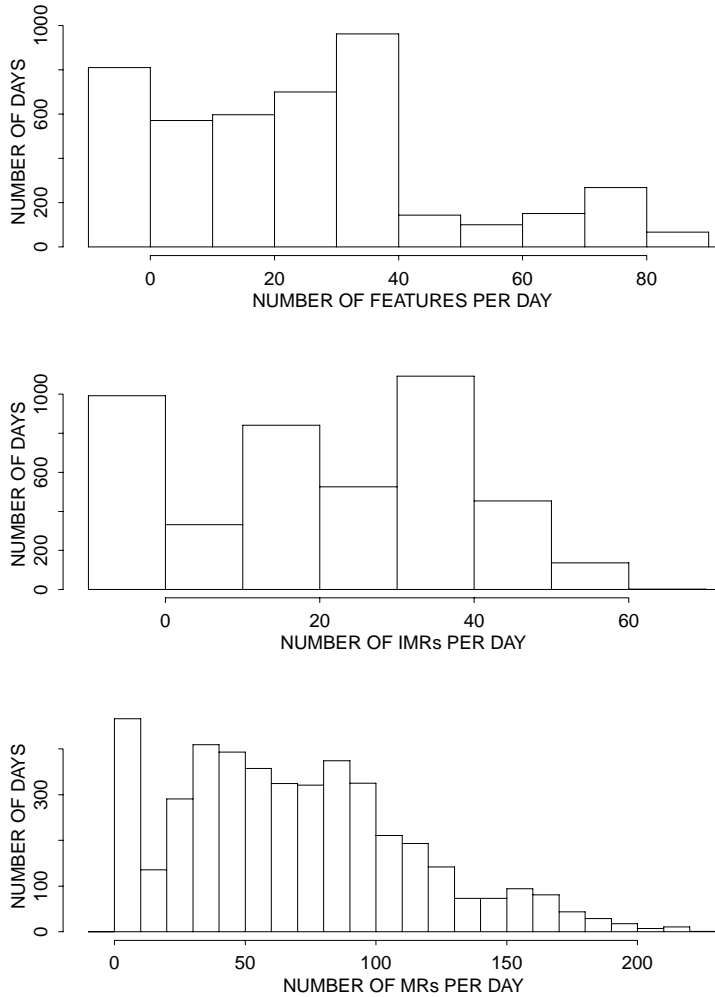 NUMBER OF DAYS
0 200 600 1000
0 20 40 60 80
NUMBER OF FEATURES PER DAY
NUMBER OF DAYS
0 200 600 1000
0 20 40 60
NUMBER OF IMRs PER DAY
NUMBER OF DAYS
0 100 300
0 50 100 150 200
NUMBER OF MRs PER DAY